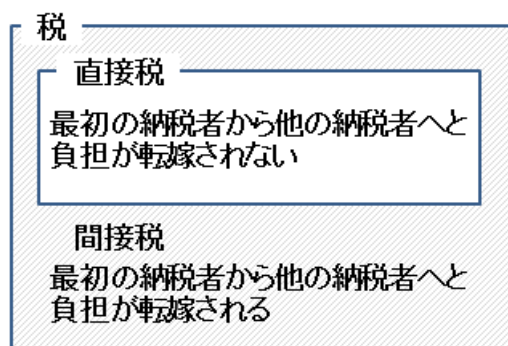 税
直接税
最初の納税者から他の納税者へと
負担が転嫁されない
間接税
最初の納税者から他の納税者へと
負担が転嫁される